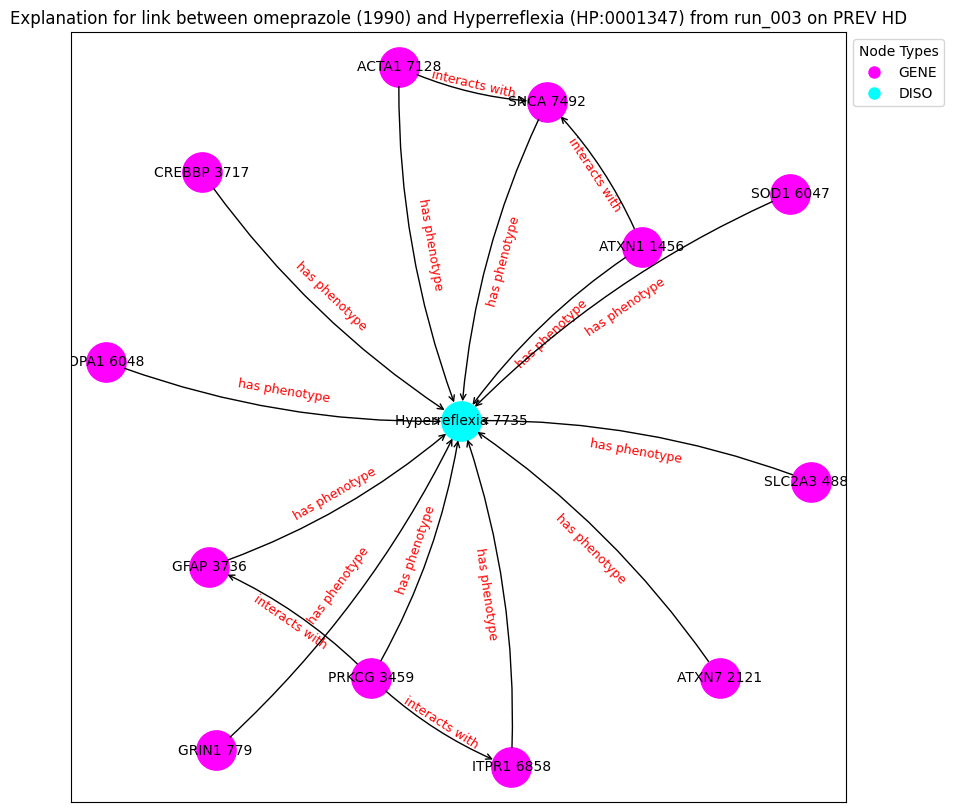 Explanation for link between omeprazole (1990) and Hyperreflexia (HP:0001347) from run_003 on PREV HD
Node Types
GENE
DISO
ACTA1 7128
interacts with
SNCA 7492
CREBBP 3717
interacts with
SOD1 6047
has phenotype
has phenotype
ATXN1 1456
has phenotype
has phenotype
has phenotype
OPA1 6048
has phenotype
Hyperreflexia 7735
has phenotype
SLC2A3 488
has phenotype
has phenotype
has phenotype
GFAP 3736
has phenotype
has phenotype
interacts with
PRKCG 3459
ATXN7 2121
interacts with
GRIN1 779
ITPR1 6858